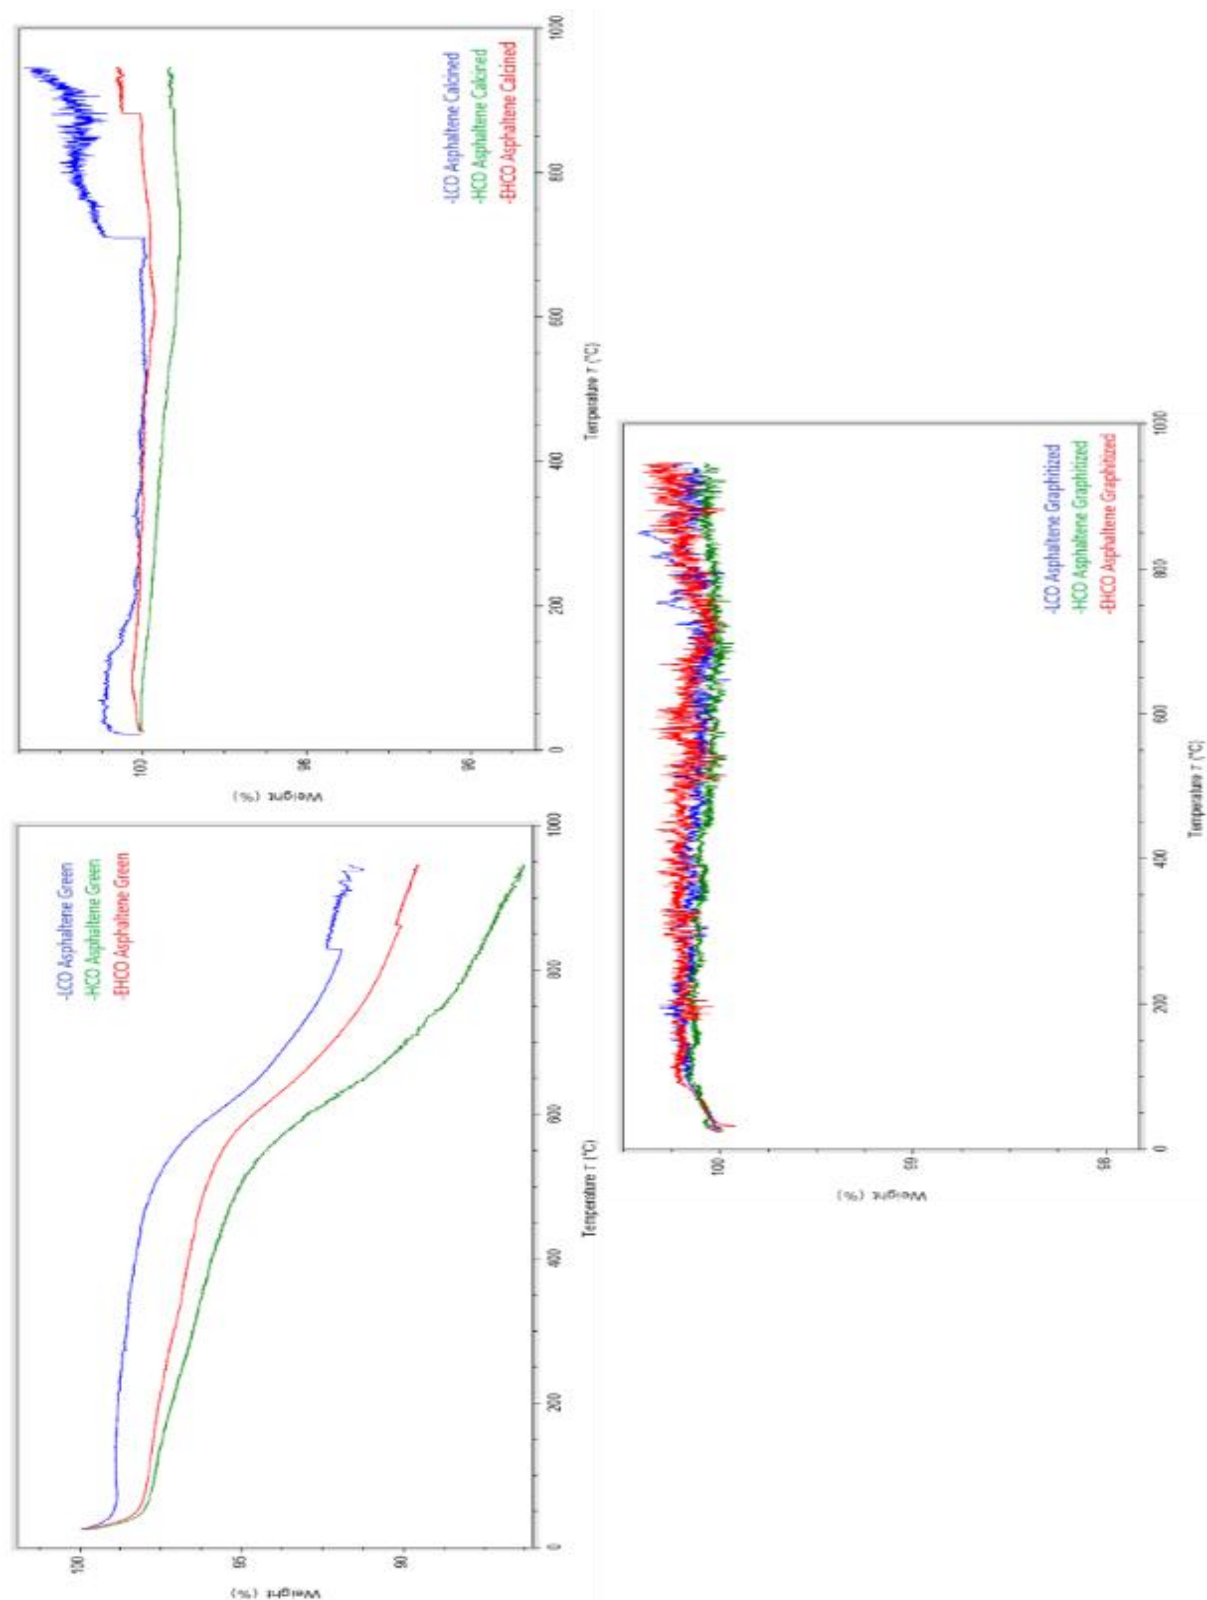 -LCO Asphaltene Green
-HCO Asphaltene Green
-EHCO Asphaltene Green
Weight (%)
100
95
90
0 200 400 600 800 1000
Temperature T (°C)
-LCO Asphaltene Calcined
-HCO Asphaltene Calcined
-EHCO Asphaltene Calcined
Weight (%)
100
98
96
0 200 400 600 800 1000
Temperature T (°C)
-LCO Asphaltene Graphitized
-HCO Asphaltene Graphitized
-EHCO Asphaltene Graphitized
Weight (%)
100
99
98
0 200 400 600 800 1000
Temperature T (°C)